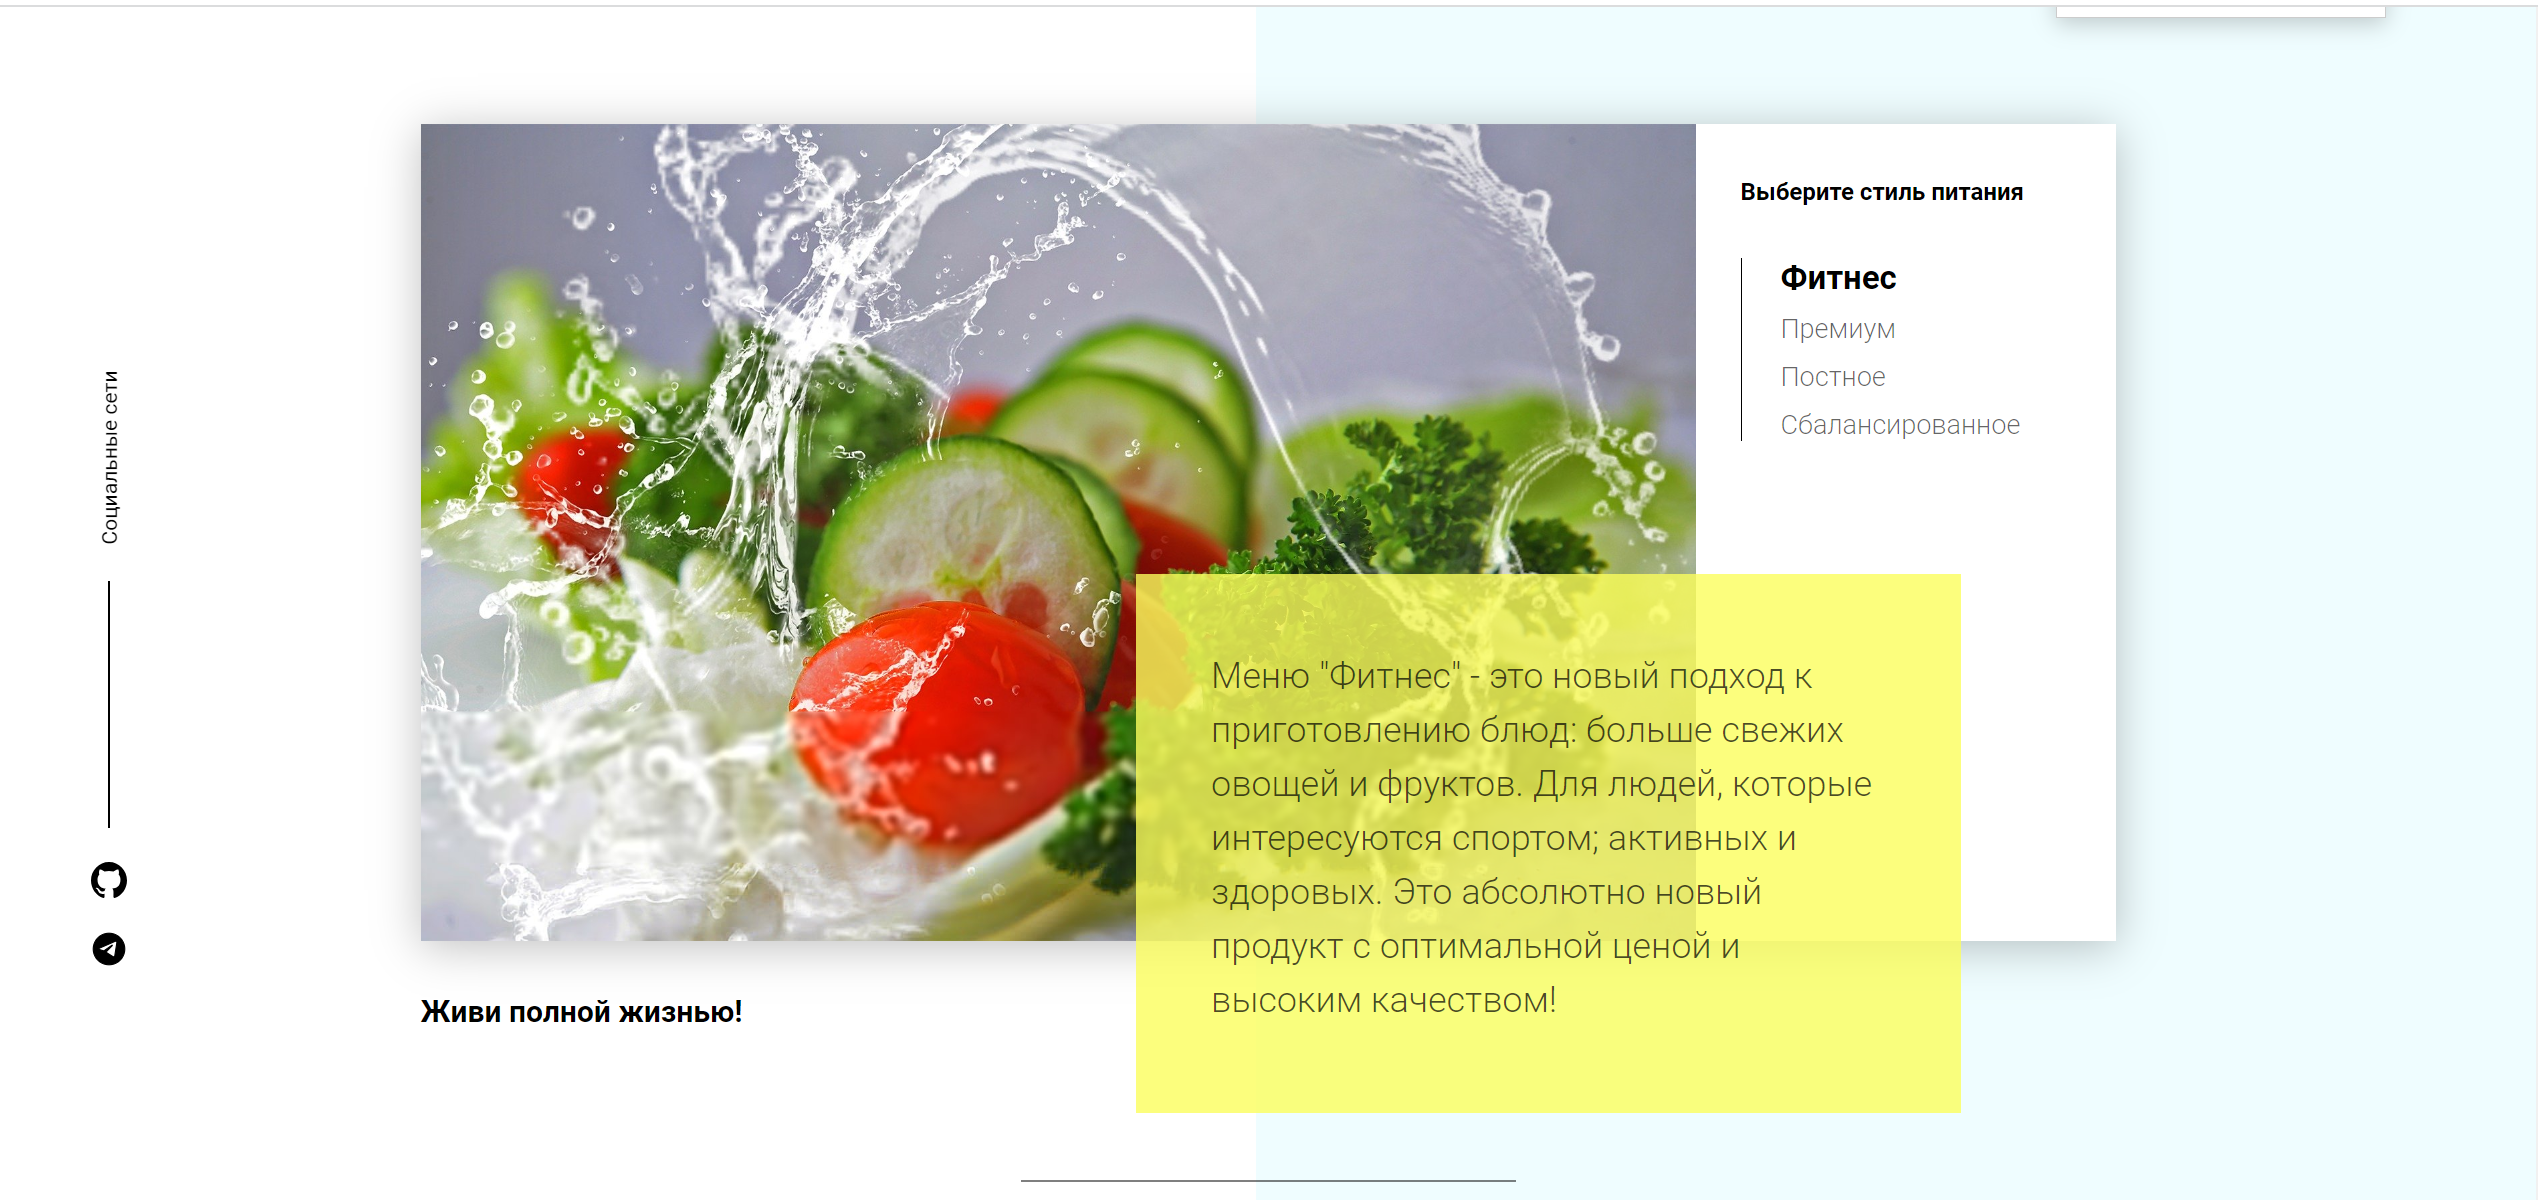 Социальные сети
Выберите стиль питания
Фитнес
Премиум
Постное
Сбалансированное
Меню "Фитнес" - это новый подход к
приготовлению блюд: больше свежих
овощей и фруктов. Для людей, которые
интересуются спортом; активных и
здоровых. Это абсолютно новый
продукт с оптимальной ценой и
высоким качеством!
Живи полной жизнью!